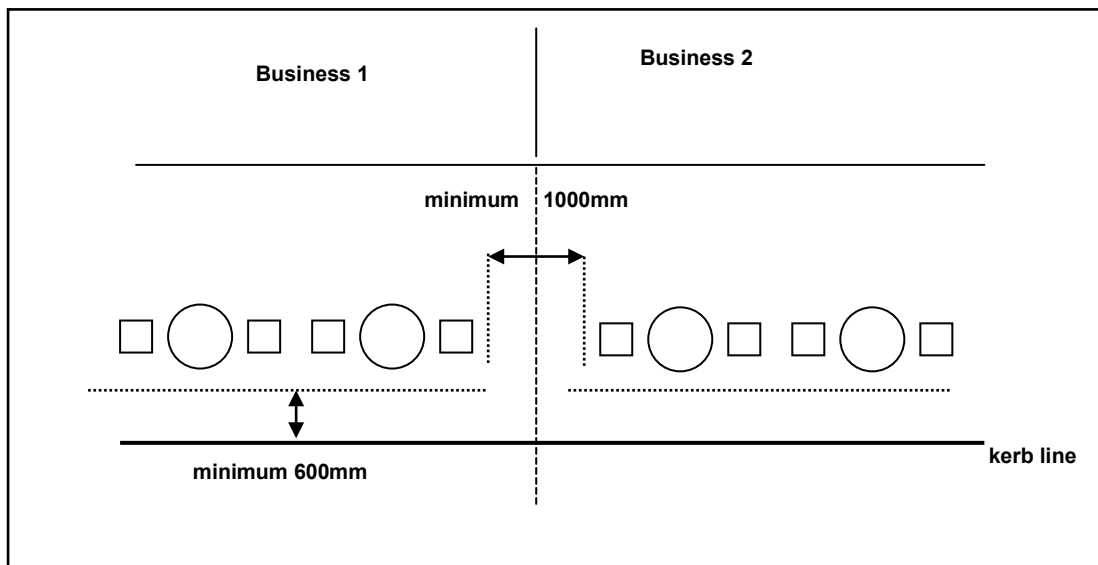 Business 1
Business 2
minimum 1000mm
kerb line
minimum 600mm